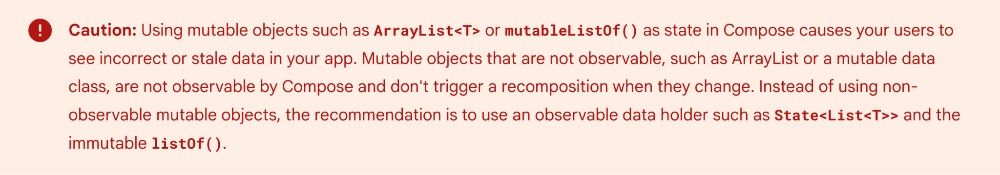 Caution: Using mutable objects such as ArrayList<T> or mutableListOf() as state in Compose causes your users to
see incorrect or stale data in your app. Mutable objects that are not observable, such as ArrayList or a mutable data
class, are not observable by Compose and don't trigger a recomposition when they change. Instead of using non-
observable mutable objects, the recommendation is to use an observable data holder such as State<List<T>> and the
immutable listOf().